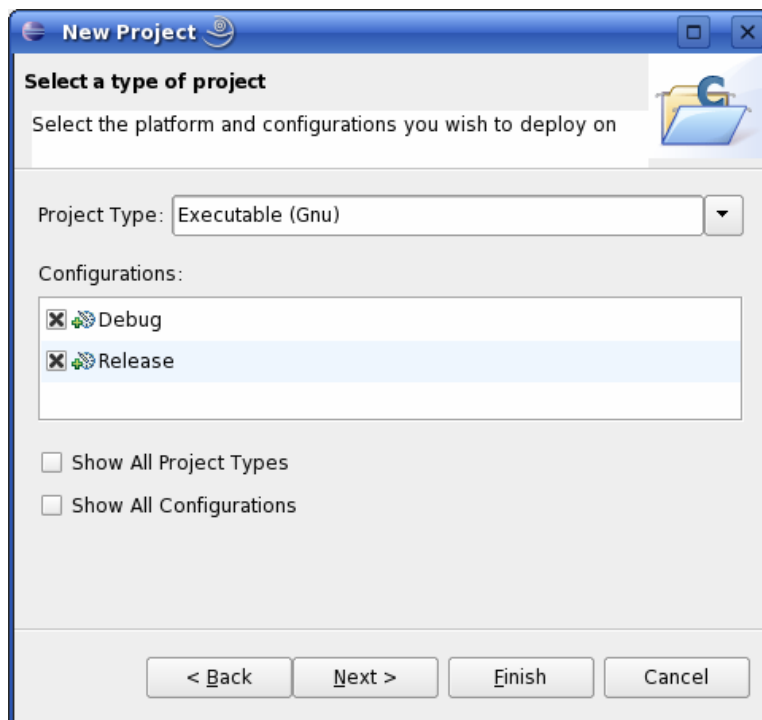 New Project
Select a type of project
Select the platform and configurations you wish to deploy on
Project Type: Executable (Gnu)
Configurations:
Debug
Release
Show All Project Types
Show All Configurations
< Back Next > Finish Cancel